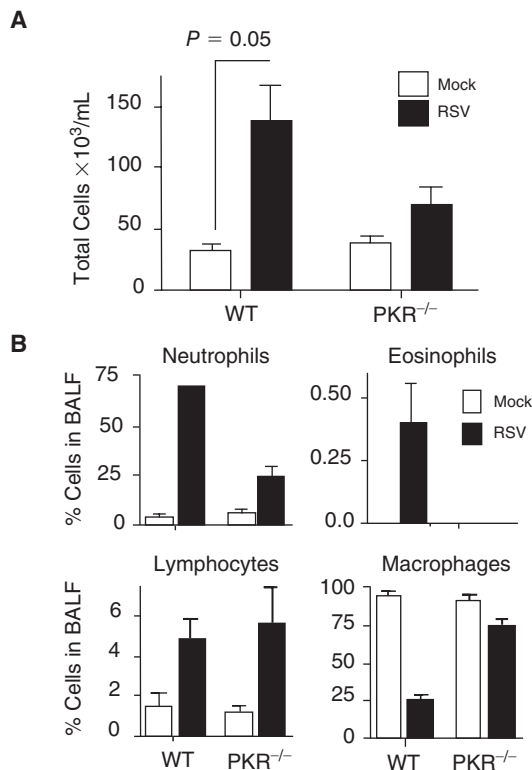 A
P = 0.05
Mock
RSV
Total Cells ×10³/mL
150
100
50
0
WT PKR⁻/⁻
B
Neutrophils
% Cells in BALF
75
50
25
0
Eosinophils
Mock
RSV
0.50
0.25
0.0
Lymphocytes
% Cells in BALF
6
4
2
0
WT PKR⁻/⁻
Macrophages
100
75
50
25
0
WT PKR⁻/⁻